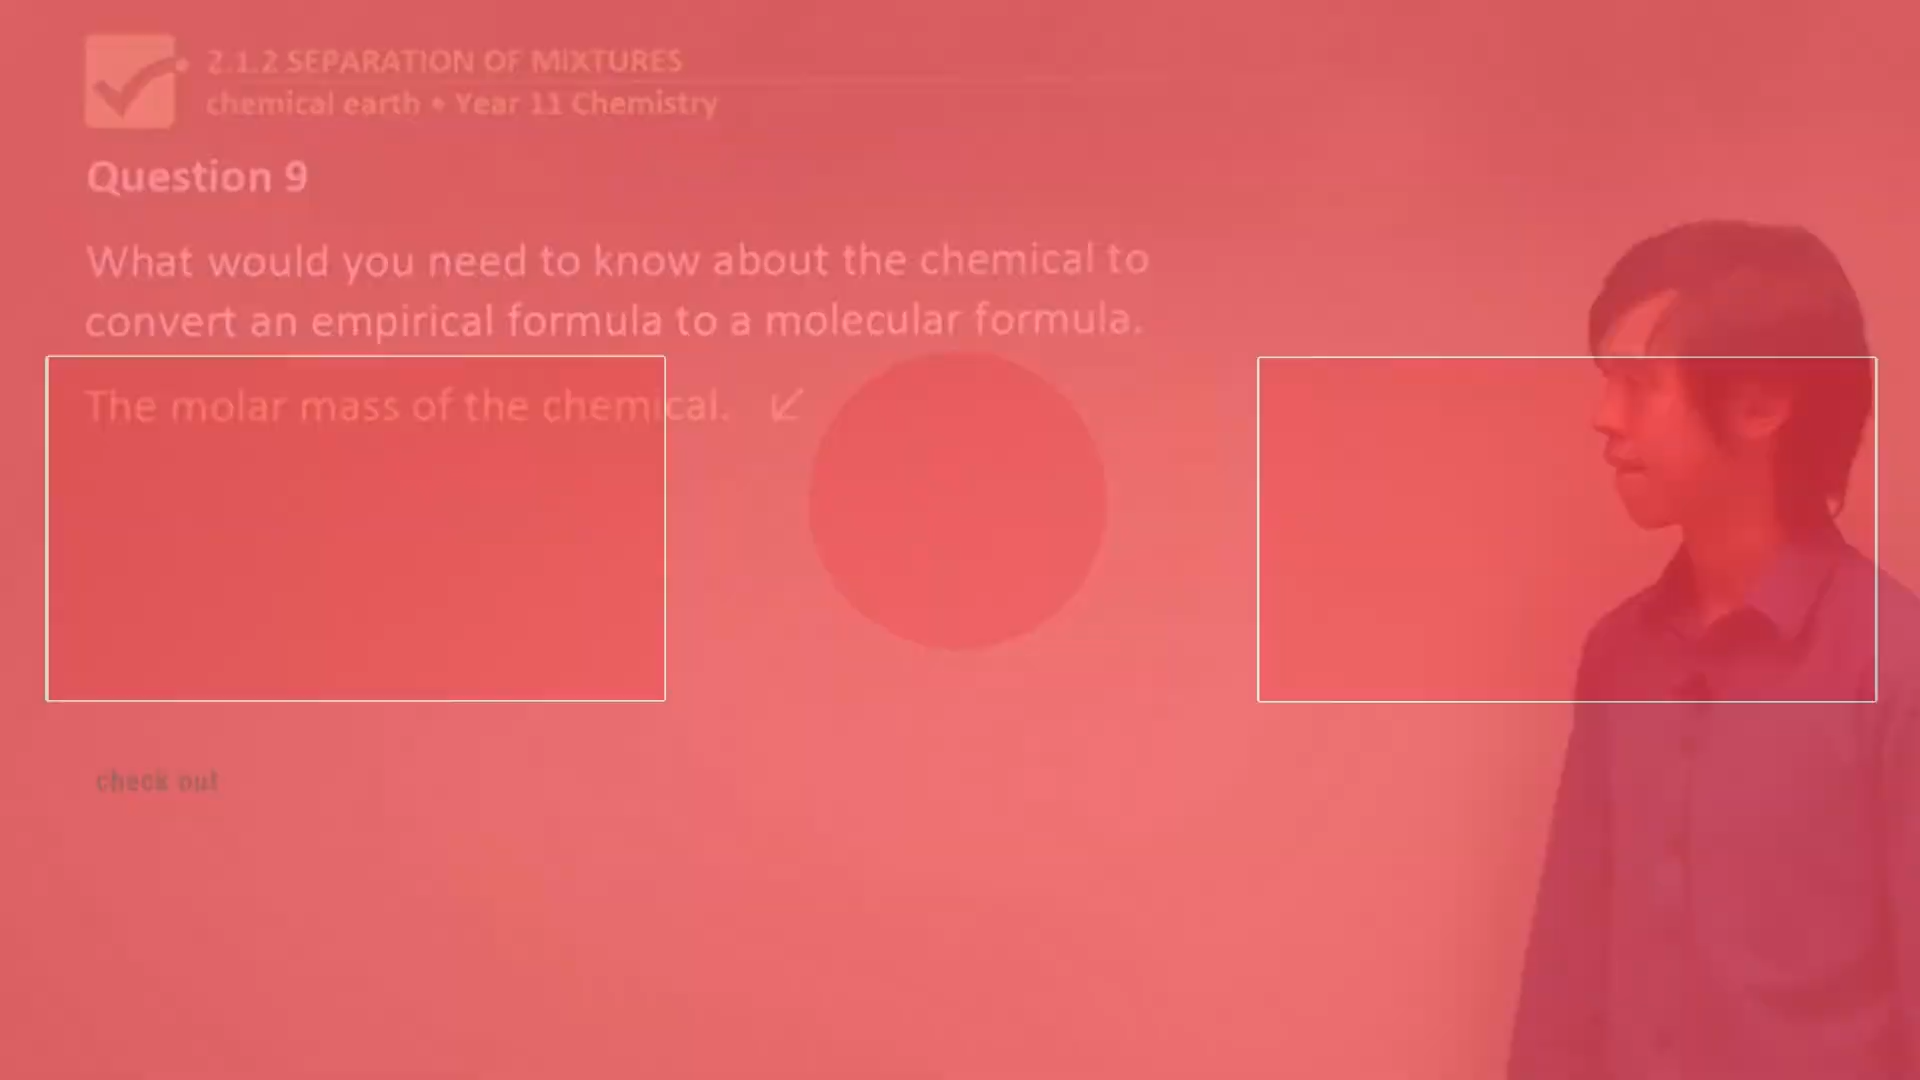 2.1.2 SEPARATION OF MIXTURES
chemical earth • Year 11 Chemistry
Question 9
What would you need to know about the chemical to
convert an empirical formula to a molecular formula.
The molar mass of the chemical.
check out